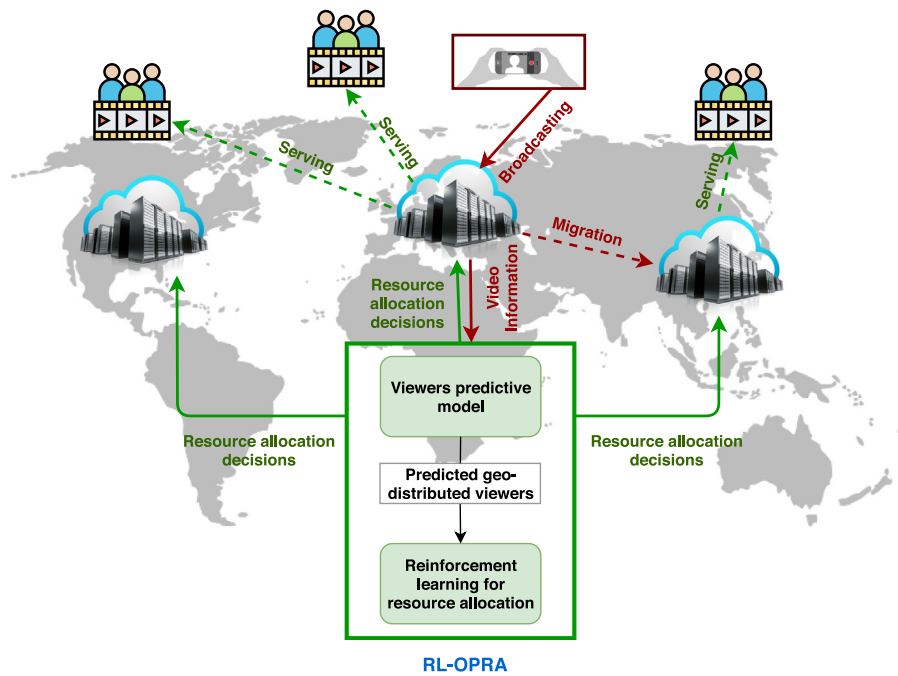 Broadcasting
Serving
Serving
Serving
Migration
Resource
allocation
decisions
Video
Information
Viewers predictive
model
Resource allocation
decisions
Resource allocation
decisions
Predicted geo-
distributed viewers
Reinforcement
learning for
resource allocation
RL-OPRA